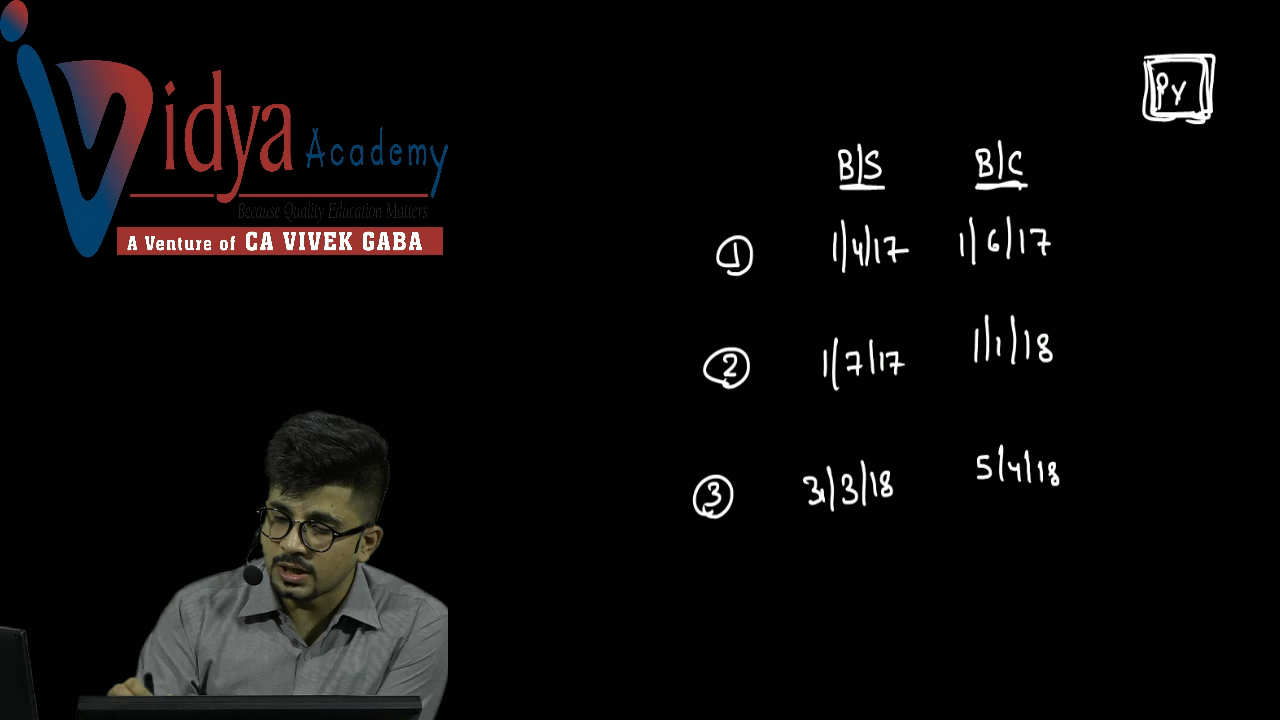 Vidya Academy
Because Quality Education Matters
A Venture of CA VIVEK GABA
PY
B|S B|C
① 1|4|17 1|6|17
② 1|7|17 1|1|18
③ 31|3|18 5|4|18